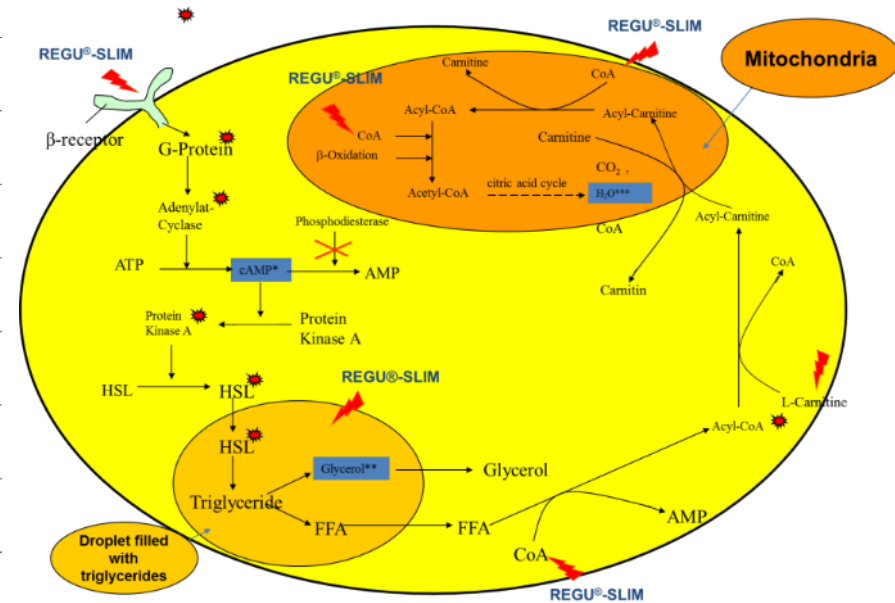 REGU®-SLIM
REGU®-SLIM
Mitochondria
REGU®-SLIM
Carnitine
CoA
Acyl-CoA
Acyl-Carnitine
CoA
Carnitine
β-Oxidation
CO₂ ,
Acetyl-CoA
citric acid cycle
H₂O***
CoA
β-receptor
G-Protein
Adenylat-
Cyclase
Phosphodiesterase
ATP
cAMP*
AMP
Acyl-Carnitine
CoA
Carnitin
Protein
Kinase A
Protein
Kinase A
HSL
HSL
REGU®-SLIM
L-Carnitine
Acyl-CoA
HSL
Glycerol**
Glycerol
Triglyceride
FFA
FFA
AMP
CoA
Droplet filled
with
triglycerides
REGU®-SLIM